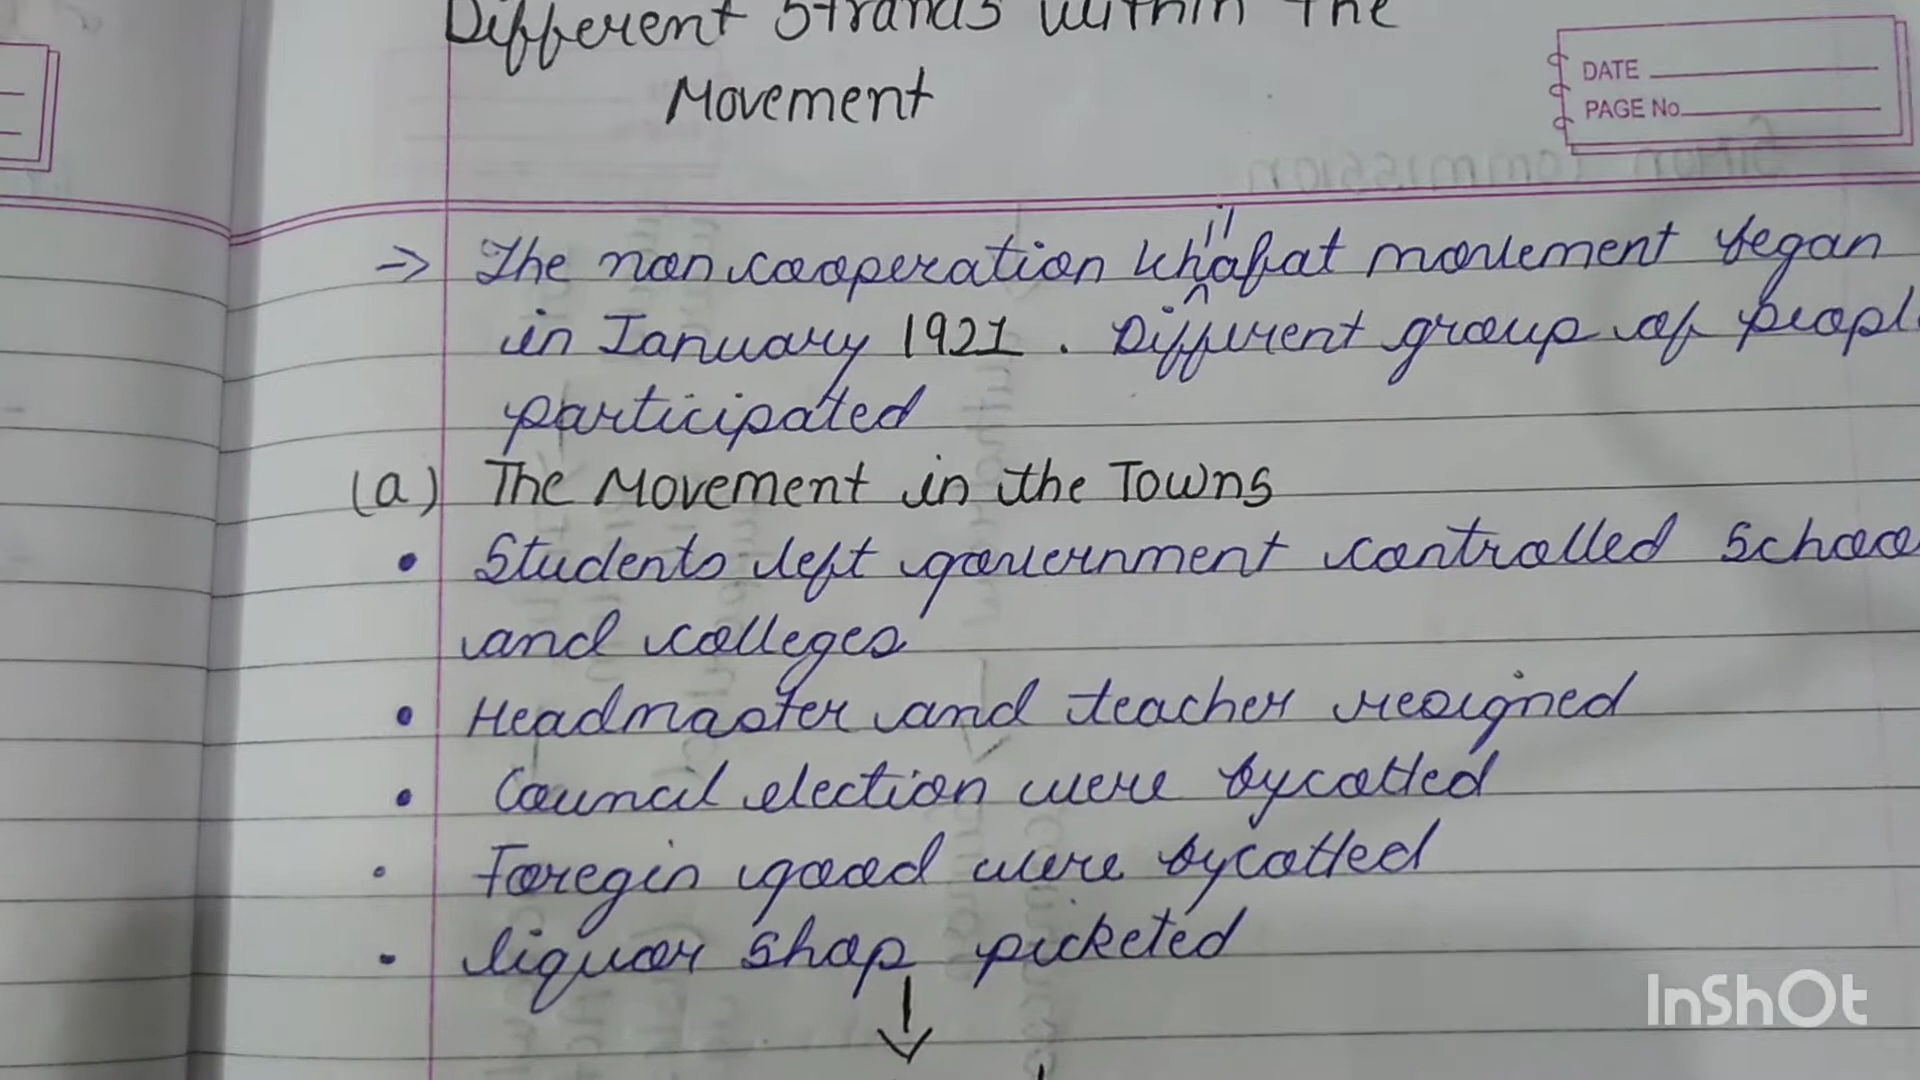 Different Strands within the
Movement
DATE
PAGE No.
→ The non cooperation khilafat movement began
in January 1921. Different group of peopl
participated
(a) The Movement in the Towns
• Students left government controlled Schoo
and colleges
• Headmaster and teacher resigned
• Council election were bycotted
• Foregin good were bycotted
• liquor shop picketed
↓
InShOt